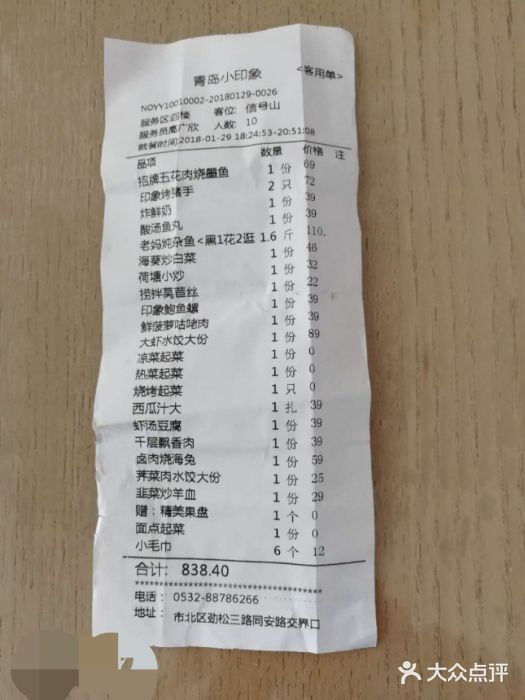 青岛小印象
<客用单>
NOYY10010002-20180129-0026
服务区:四楼 客位: 信号山
服务员:高广欣 人数: 10
就餐时间:2018-01-29 18:24:53-20:51:08
品项 数量 价格 注
招牌五花肉烧墨鱼 1 份 69
印象烤猪手 2 只 72
炸鲜奶 1 份 39
酸汤鱼丸 1 份 39
老妈炖杂鱼<黑1花2逛 1.6 斤 110.
海葵炒白菜 1 份 46
荷塘小炒 1 份 32
捞拌莴苣丝 1 份 22
印象鲍鱼螺 1 份 39
鲜菠萝咕咾肉 1 份 39
大虾水饺大份 1 份 89
凉菜起菜 1 份 0
热菜起菜 1 份 0
烧烤起菜 1 只 0
西瓜汁大 1 扎 39
虾汤豆腐 1 份 39
千层飘香肉 1 份 39
卤肉烧海兔 1 份 59
荠菜肉水饺大份 1 份 25
韭菜炒羊血 1 份 29
赠：精美果盘 1 个 0
面点起菜 1 份 0
小毛巾 6 个 12
合计: 838.40
****************************************
电话: 0532-88786266
地址: 市北区劲松三路同安路交界口
大众点评